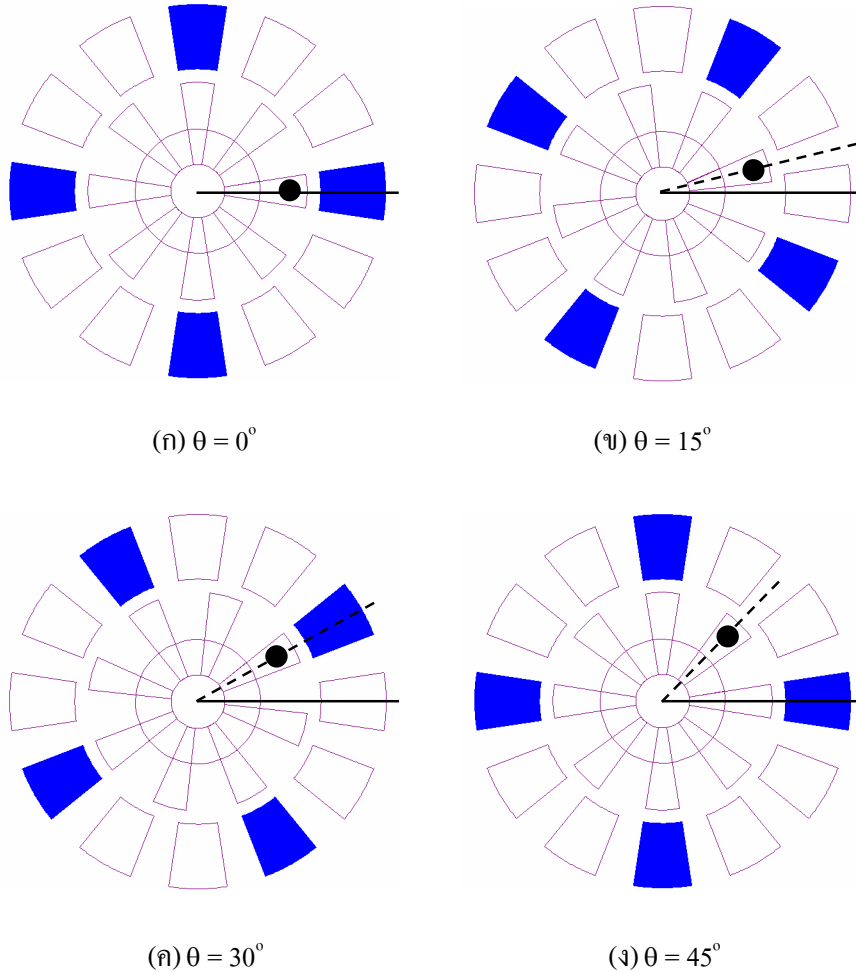 (ก) θ = 0°
(ข) θ = 15°
(ค) θ = 30°
(ง) θ = 45°